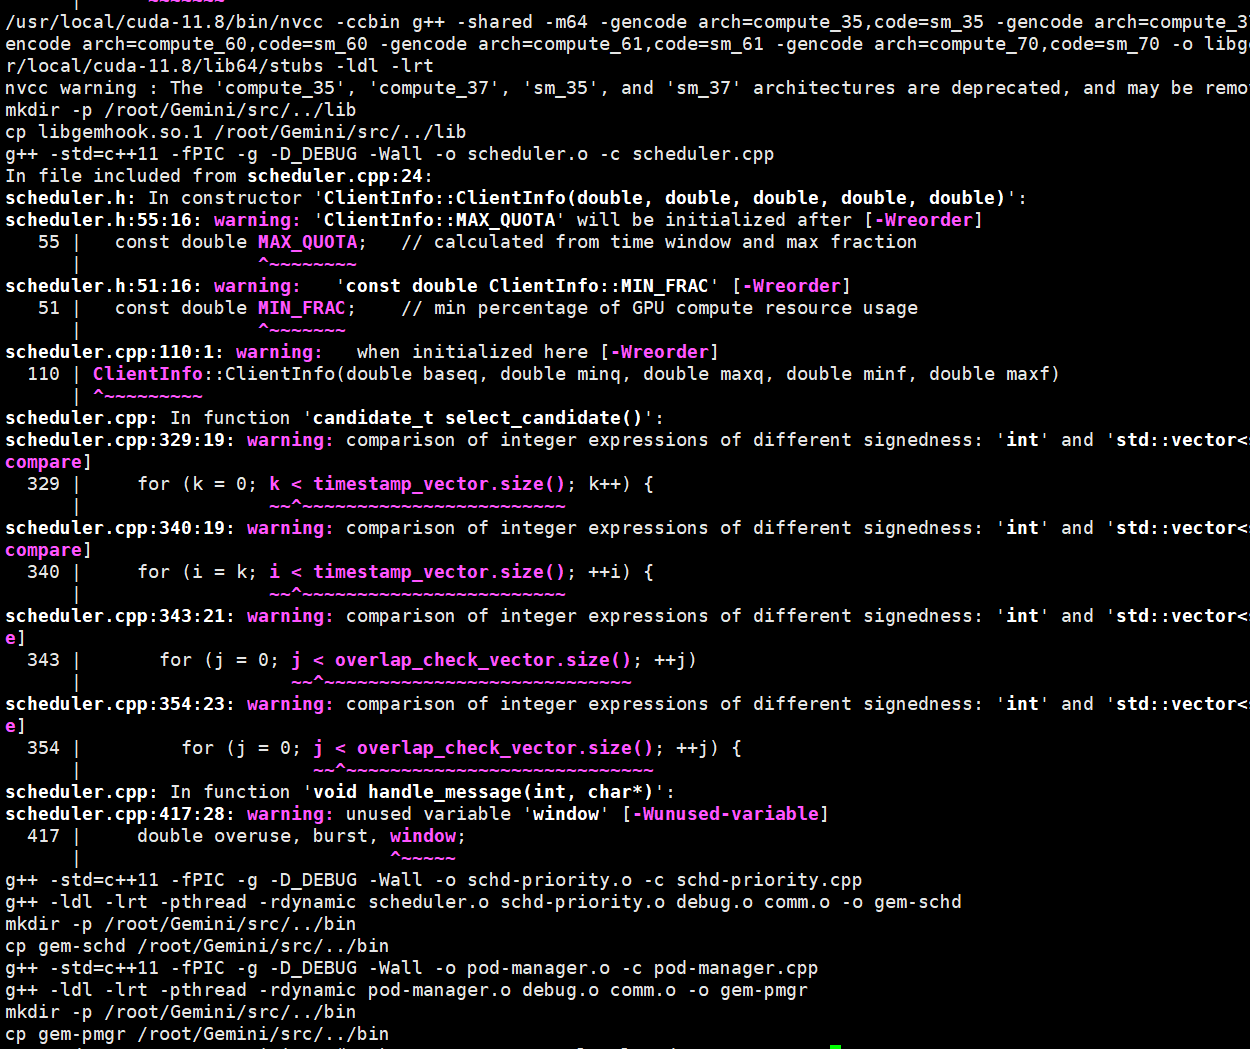 /usr/local/cuda-11.8/bin/nvcc -ccbin g++ -shared -m64 -gencode arch=compute_35,code=sm_35 -gencode arch=compute_3
encode arch=compute_60,code=sm_60 -gencode arch=compute_61,code=sm_61 -gencode arch=compute_70,code=sm_70 -o libg
r/local/cuda-11.8/lib64/stubs -ldl -lrt
nvcc warning : The 'compute_35', 'compute_37', 'sm_35', and 'sm_37' architectures are deprecated, and may be remo
mkdir -p /root/Gemini/src/../lib
cp libgemhook.so.1 /root/Gemini/src/../lib
g++ -std=c++11 -fPIC -g -D_DEBUG -Wall -o scheduler.o -c scheduler.cpp
In file included from scheduler.cpp:24:
scheduler.h: In constructor 'ClientInfo::ClientInfo(double, double, double, double, double)':
scheduler.h:55:16: warning: 'ClientInfo::MAX_QUOTA' will be initialized after [-Wreorder]
55 |   const double MAX_QUOTA;   // calculated from time window and max fraction
|                ^~~~~~~~~
scheduler.h:51:16: warning:   'const double ClientInfo::MIN_FRAC' [-Wreorder]
51 |   const double MIN_FRAC;    // min percentage of GPU compute resource usage
|                ^~~~~~~~
scheduler.cpp:110:1: warning:   when initialized here [-Wreorder]
110 | ClientInfo::ClientInfo(double baseq, double minq, double maxq, double minf, double maxf)
| ^~~~~~~~~~
scheduler.cpp: In function 'candidate_t select_candidate()':
scheduler.cpp:329:19: warning: comparison of integer expressions of different signedness: 'int' and 'std::vector<
compare]
329 |     for (k = 0; k < timestamp_vector.size(); k++) {
|                 ~~^~~~~~~~~~~~~~~~~~~~~~~~~
scheduler.cpp:340:19: warning: comparison of integer expressions of different signedness: 'int' and 'std::vector<
compare]
340 |     for (i = k; i < timestamp_vector.size(); ++i) {
|                 ~~^~~~~~~~~~~~~~~~~~~~~~~~~
scheduler.cpp:343:21: warning: comparison of integer expressions of different signedness: 'int' and 'std::vector<
e]
343 |       for (j = 0; j < overlap_check_vector.size(); ++j)
|                   ~~^~~~~~~~~~~~~~~~~~~~~~~~~~~~~
scheduler.cpp:354:23: warning: comparison of integer expressions of different signedness: 'int' and 'std::vector<
e]
354 |         for (j = 0; j < overlap_check_vector.size(); ++j) {
|                     ~~^~~~~~~~~~~~~~~~~~~~~~~~~~~~~
scheduler.cpp: In function 'void handle_message(int, char*)':
scheduler.cpp:417:28: warning: unused variable 'window' [-Wunused-variable]
417 |     double overuse, burst, window;
|                            ^~~~~~
g++ -std=c++11 -fPIC -g -D_DEBUG -Wall -o schd-priority.o -c schd-priority.cpp
g++ -ldl -lrt -pthread -rdynamic scheduler.o schd-priority.o debug.o comm.o -o gem-schd
mkdir -p /root/Gemini/src/../bin
cp gem-schd /root/Gemini/src/../bin
g++ -std=c++11 -fPIC -g -D_DEBUG -Wall -o pod-manager.o -c pod-manager.cpp
g++ -ldl -lrt -pthread -rdynamic pod-manager.o debug.o comm.o -o gem-pmgr
mkdir -p /root/Gemini/src/../bin
cp gem-pmgr /root/Gemini/src/../bin